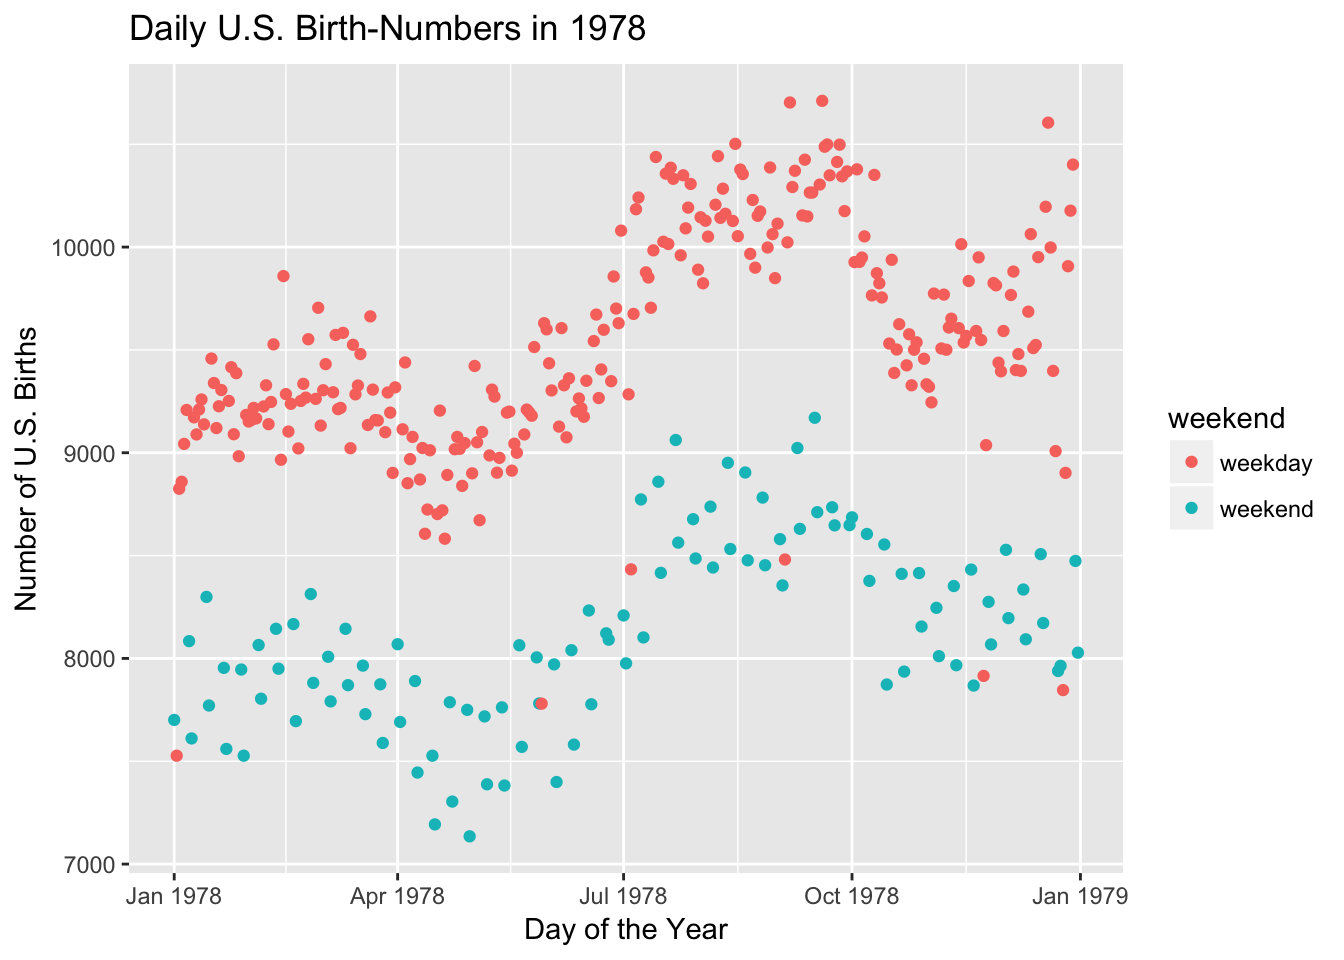 Daily U.S. Birth-Numbers in 1978
Number of U.S. Births
10000
9000
8000
7000
Jan 1978 Apr 1978 Jul 1978 Oct 1978 Jan 1979
Day of the Year
weekend
weekday
weekend